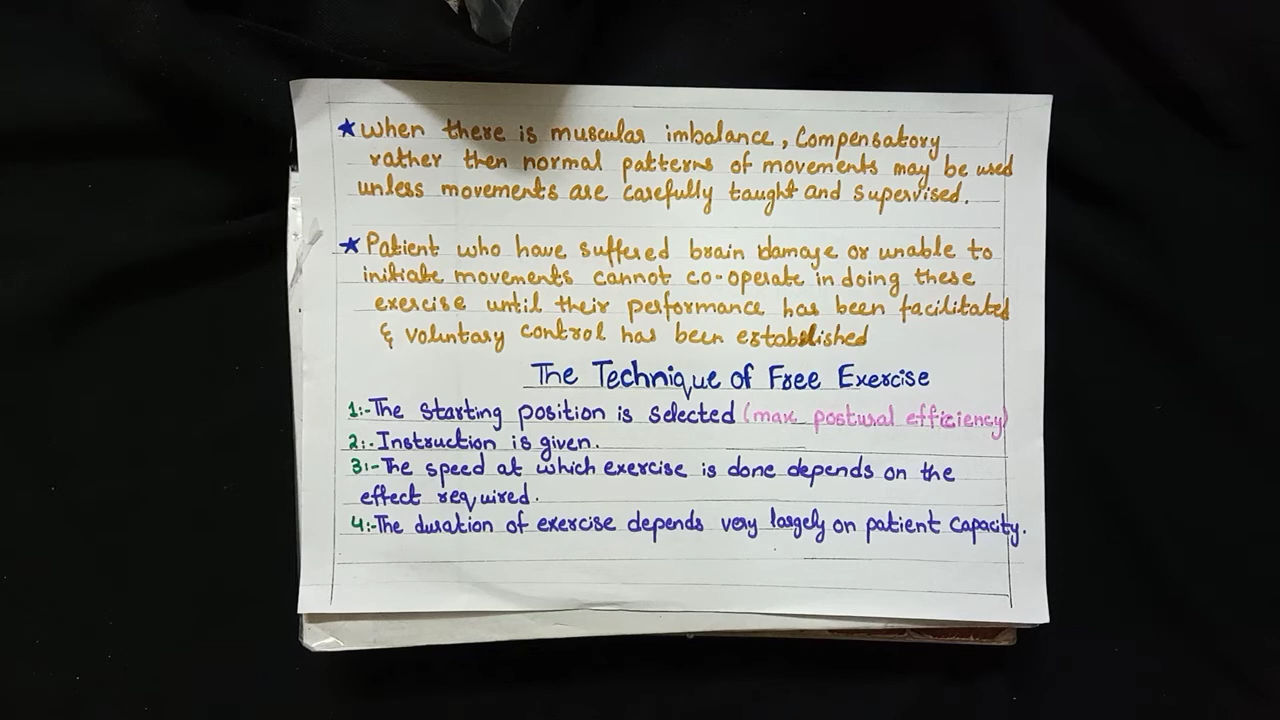 ★ When there is muscular imbalance, Compensatory
rather then normal patterns of movements may be used
unless movements are carefully taught and supervised.
★ Patient who have suffered brain damage or unable to
initiate movements cannot co-operate in doing these
exercise until their performance has been facilitated
& voluntary control has been established
The Technique of Free Exercise
1:- The starting position is selected (max postural efficiency)
2:- Instruction is given.
3:- The speed at which exercise is done depends on the
effect required.
4:- The duration of exercise depends very largely on patient capacity.